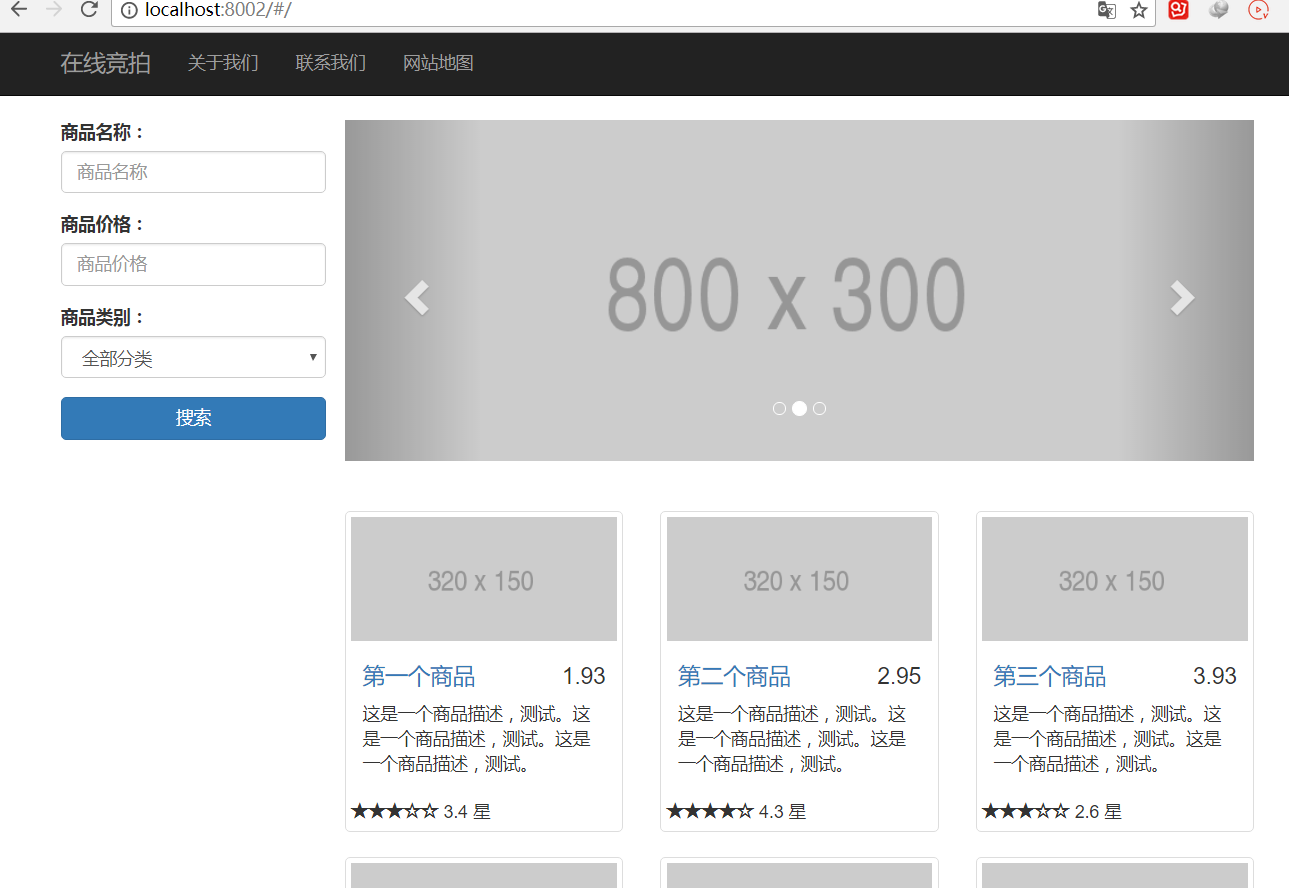 localhost:8002/#/
在线竞拍 关于我们 联系我们 网站地图
商品名称：
商品名称
商品价格：
商品价格
商品类别：
全部分类
搜索
800 x 300
320 x 150
第一个商品 1.93
这是一个商品描述，测试。这
是一个商品描述，测试。这是
一个商品描述，测试。
★★★☆☆ 3.4 星
320 x 150
第二个商品 2.95
这是一个商品描述，测试。这
是一个商品描述，测试。这是
一个商品描述，测试。
★★★★☆ 4.3 星
320 x 150
第三个商品 3.93
这是一个商品描述，测试。这
是一个商品描述，测试。这是
一个商品描述，测试。
★★★☆☆ 2.6 星